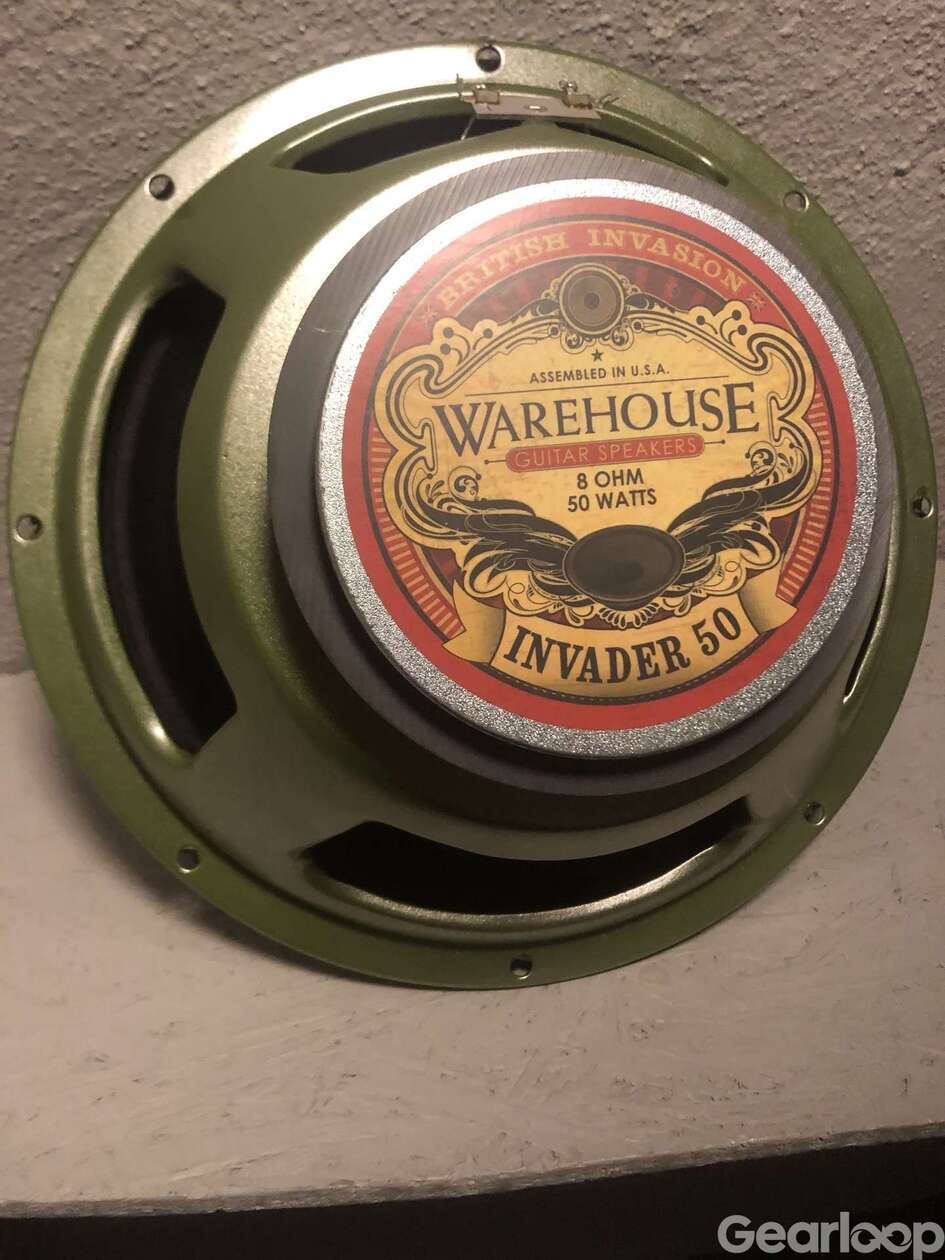 BRITISH INVASION
ASSEMBLED IN U.S.A.
WAREHOUSE
GUITAR SPEAKERS
8 OHM
50 WATTS
INVADER 50
Gearloop